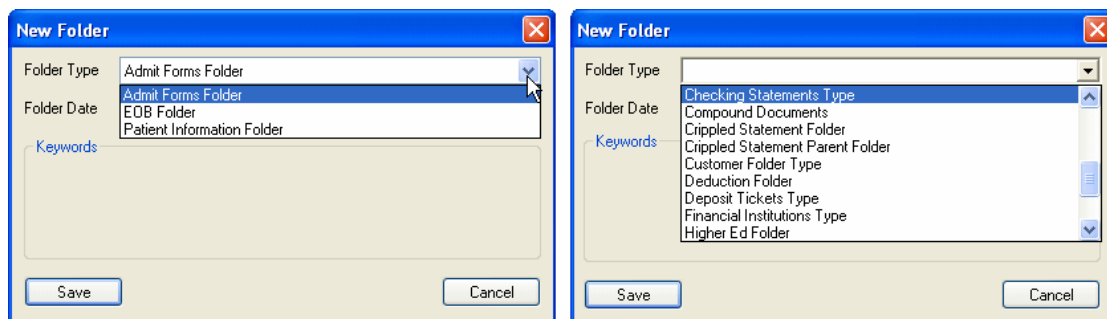 New Folder
Folder Type
Admit Forms Folder
Admit Forms Folder
Folder Date
EOB Folder
Patient Information Folder
Keywords
Save
Cancel
New Folder
Folder Type
Checking Statements Type
Folder Date
Compound Documents
Crippled Statement Folder
Keywords
Crippled Statement Parent Folder
Customer Folder Type
Deduction Folder
Deposit Tickets Type
Financial Institutions Type
Higher Ed Folder
Save
Cancel